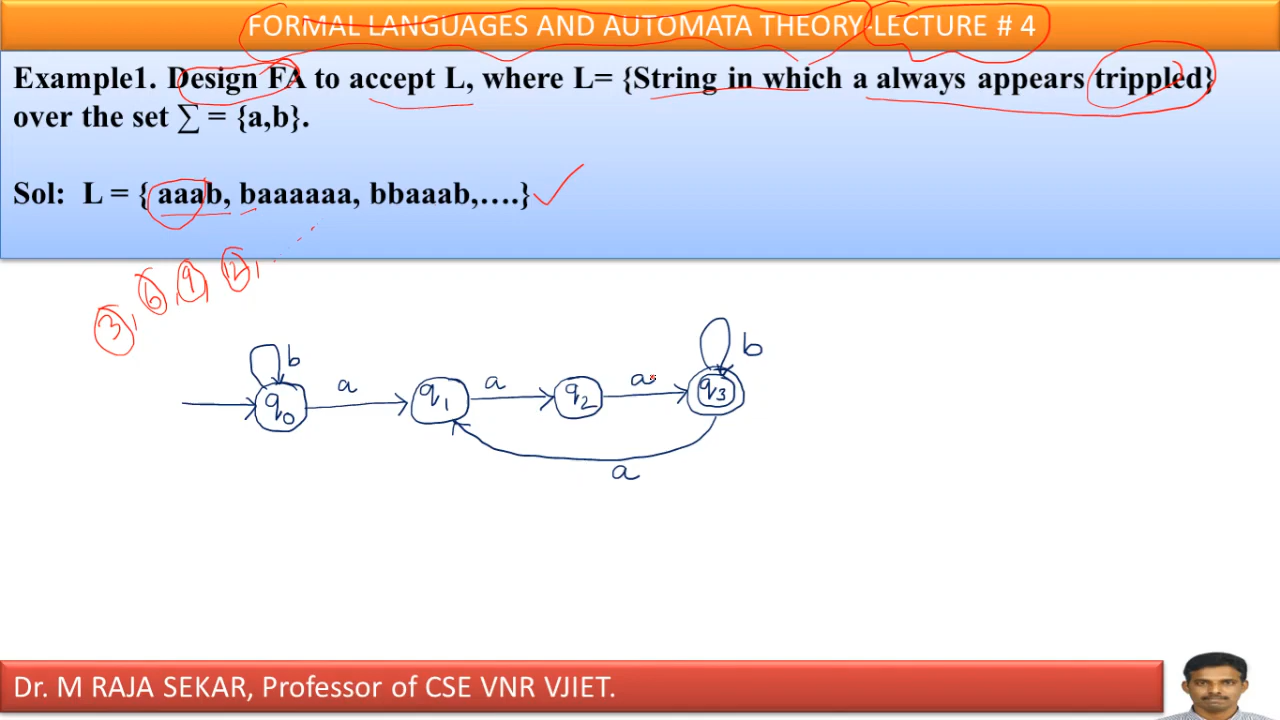 FORMAL LANGUAGES AND AUTOMATA THEORY-LECTURE # 4
Example1. Design FA to accept L, where L= {String in which a always appears trippled}
over the set ∑ = {a,b}.
Sol: L = { aaab, baaaaaa, bbaaab,....}
3, 6, 9, 12, ......
b
b
a
a
a
q0
q1
q2
q3
a
Dr. M RAJA SEKAR, Professor of CSE VNR VJIET.